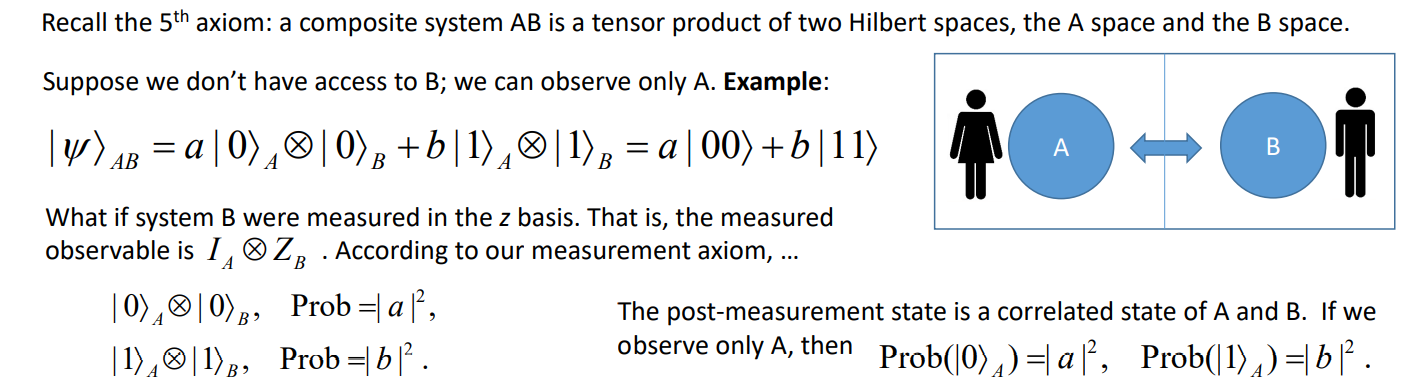 Recall the 5th axiom: a composite system AB is a tensor product of two Hilbert spaces, the A space and the B space.
Suppose we don't have access to B; we can observe only A. Example:
|ψ⟩_AB = a|0⟩_A⊗|0⟩_B + b|1⟩_A⊗|1⟩_B = a|00⟩ + b|11⟩
A
B
What if system B were measured in the z basis. That is, the measured
observable is I_A ⊗ Z_B . According to our measurement axiom, ...
|0⟩_A⊗|0⟩_B, Prob =|a|²,
|1⟩_A⊗|1⟩_B, Prob =|b|².
The post-measurement state is a correlated state of A and B. If we
observe only A, then Prob(|0⟩_A) =|a|², Prob(|1⟩_A) =|b|².